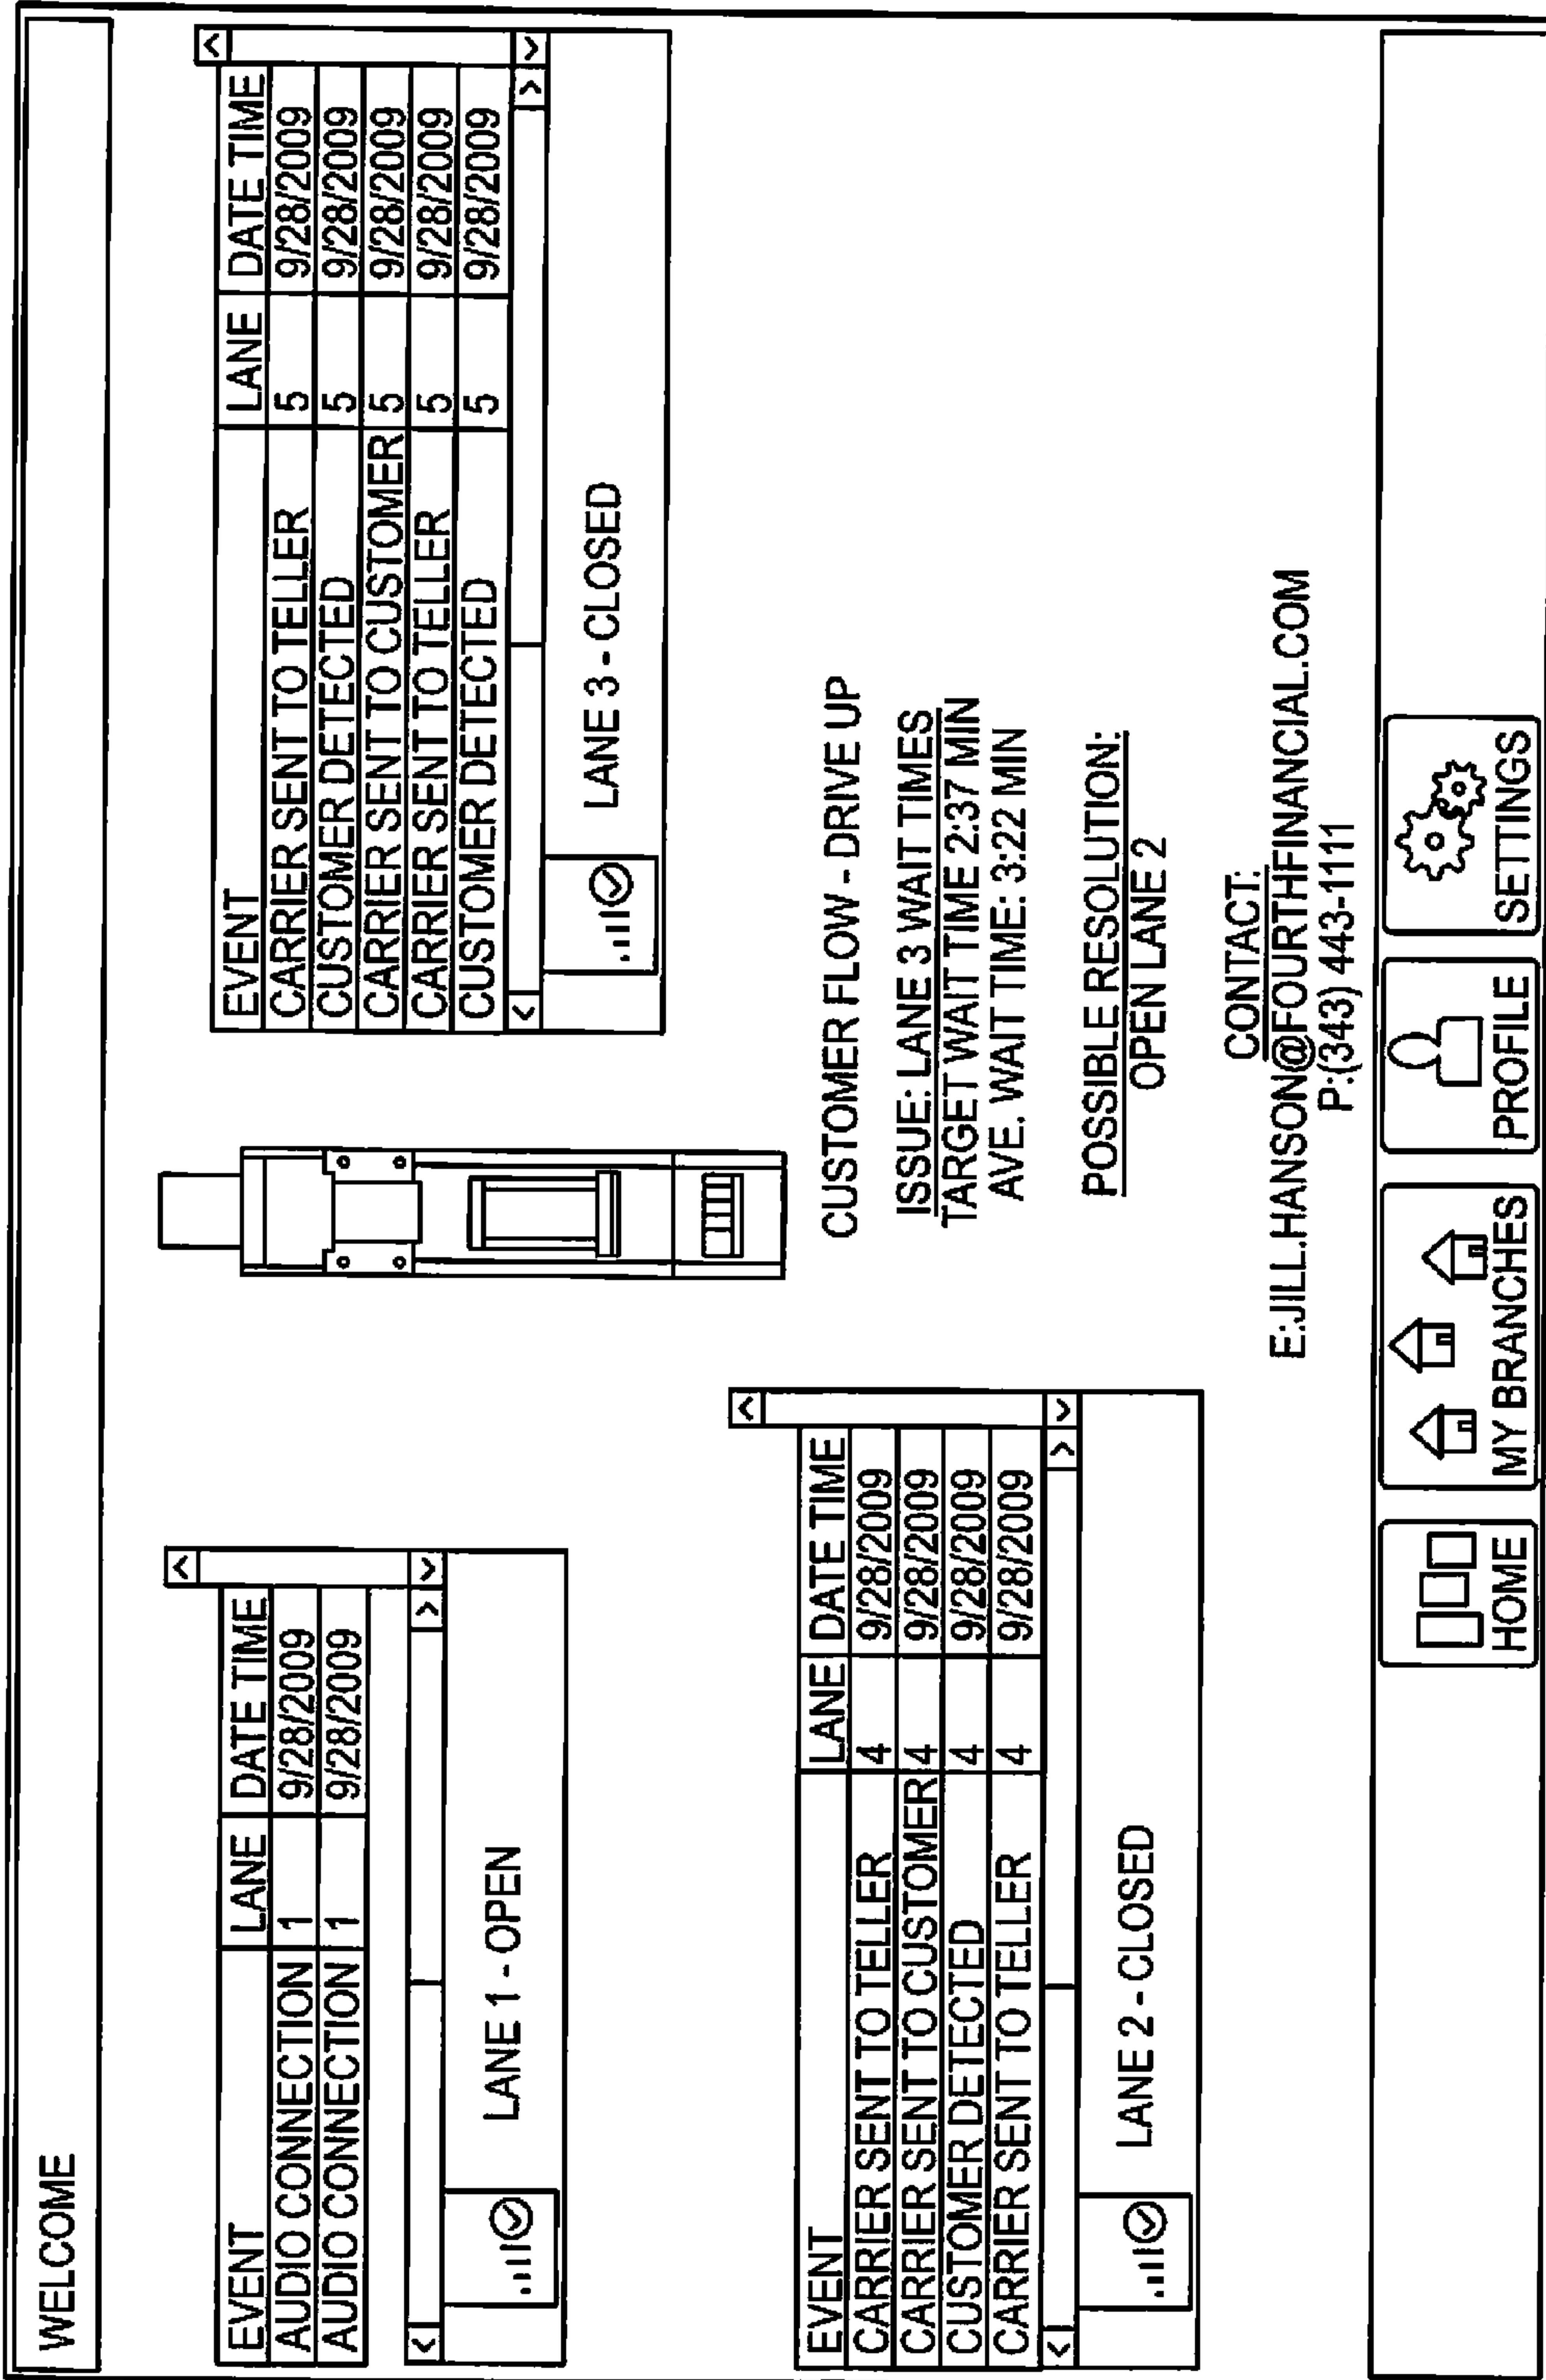 WELCOME
EVENT LANE DATE TIME
AUDIO CONNECTION 1 9/28/2009
AUDIO CONNECTION 1 9/28/2009
LANE 1 - OPEN
EVENT LANE DATE TIME
CARRIER SENT TO TELLER 4 9/28/2009
CARRIER SENT TO CUSTOMER 4 9/28/2009
CUSTOMER DETECTED 4 9/28/2009
CARRIER SENT TO TELLER 4 9/28/2009
LANE 2 - CLOSED
EVENT LANE DATE TIME
CARRIER SENT TO TELLER 5 9/28/2009
CUSTOMER DETECTED 5 9/28/2009
CARRIER SENT TO CUSTOMER 5 9/28/2009
CARRIER SENT TO TELLER 5 9/28/2009
CUSTOMER DETECTED 5 9/28/2009
LANE 3 - CLOSED
CUSTOMER FLOW - DRIVE UP
ISSUE: LANE 3 WAIT TIMES
TARGET WAIT TIME 2:37 MIN
AVE. WAIT TIME: 3:22 MIN
POSSIBLE RESOLUTION:
OPEN LANE 2
CONTACT:
E:JILL.HANSON@FOURTHFINANCIAL.COM
P:(343) 443-1111
HOME
MY BRANCHES
PROFILE
SETTINGS